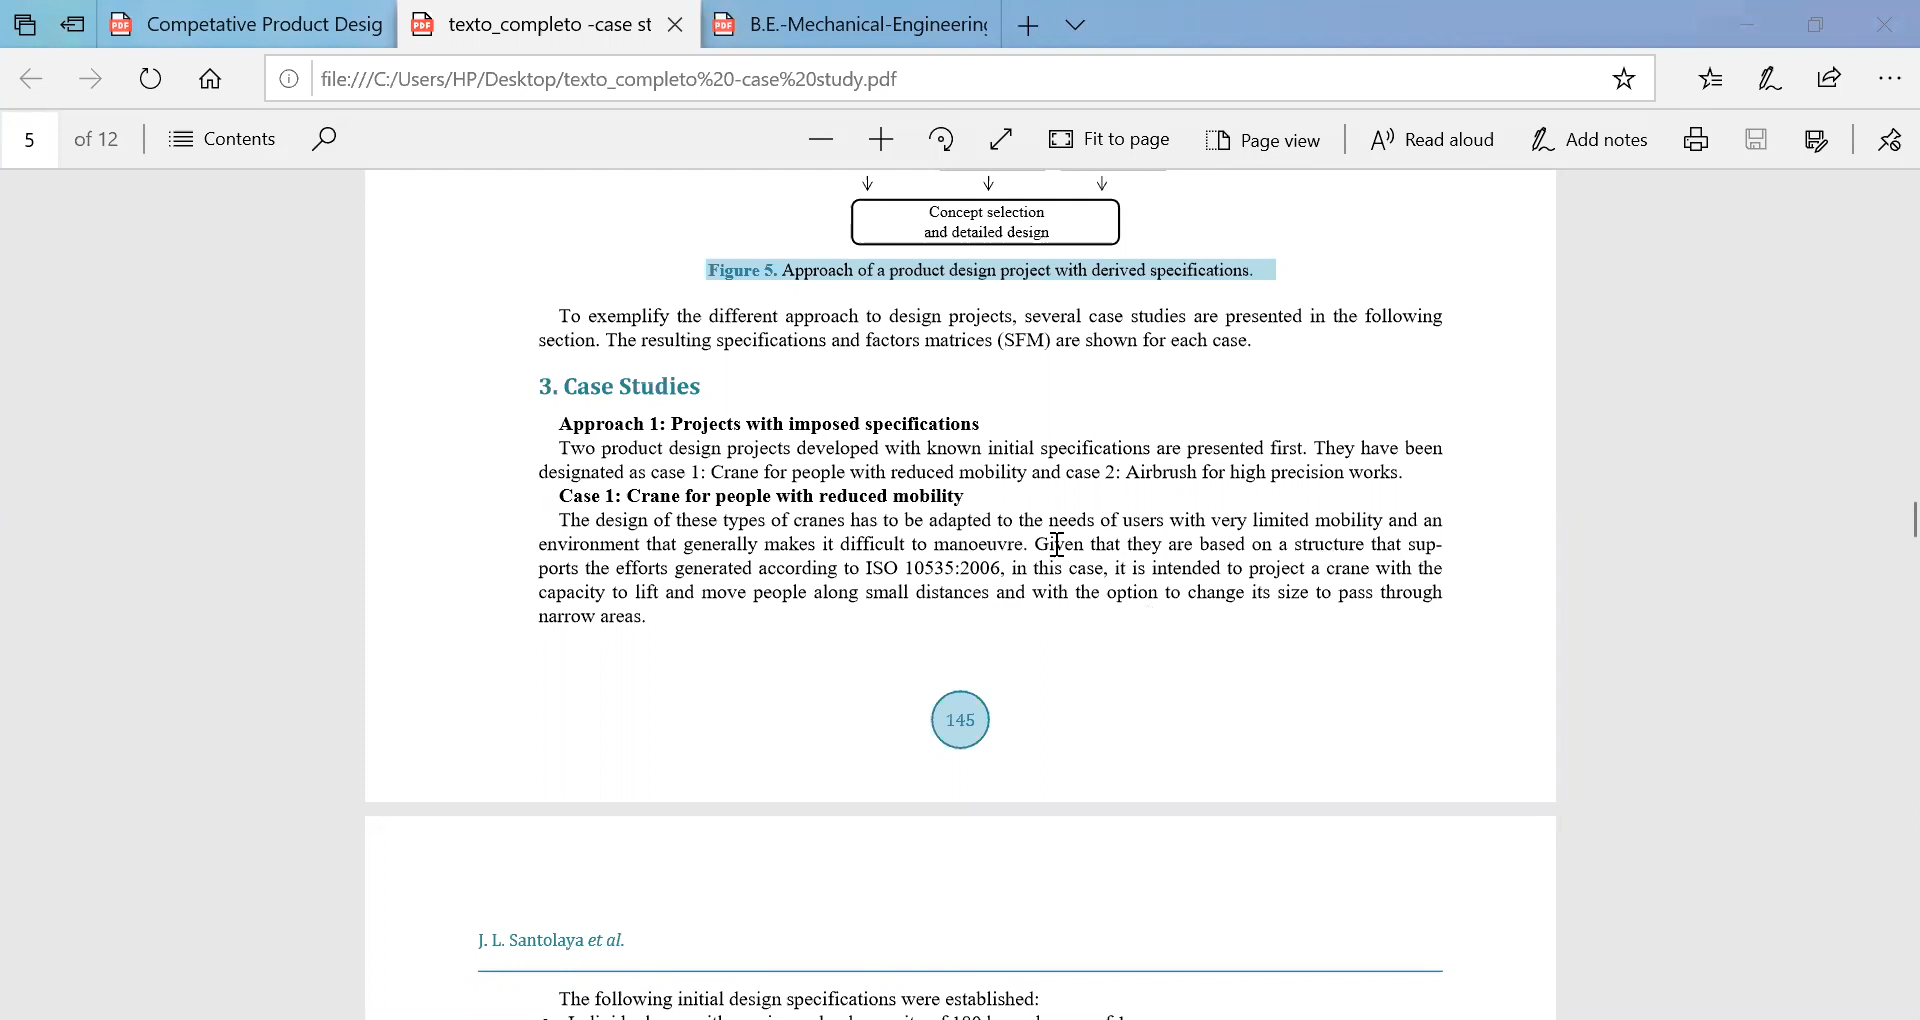 Competative Product Desig
texto_completo -case st
B.E.-Mechanical-Engineering
file:///C:/Users/HP/Desktop/texto_completo%20-case%20study.pdf
5 of 12 Contents Fit to page Page view Read aloud Add notes
Concept selection
and detailed design
Figure 5. Approach of a product design project with derived specifications.
To exemplify the different approach to design projects, several case studies are presented in the following
section. The resulting specifications and factors matrices (SFM) are shown for each case.
3. Case Studies
Approach 1: Projects with imposed specifications
Two product design projects developed with known initial specifications are presented first. They have been
designated as case 1: Crane for people with reduced mobility and case 2: Airbrush for high precision works.
Case 1: Crane for people with reduced mobility
The design of these types of cranes has to be adapted to the needs of users with very limited mobility and an
environment that generally makes it difficult to manoeuvre. Given that they are based on a structure that sup-
ports the efforts generated according to ISO 10535:2006, in this case, it is intended to project a crane with the
capacity to lift and move people along small distances and with the option to change its size to pass through
narrow areas.
145
J. L. Santolaya et al.
The following initial design specifications were established: